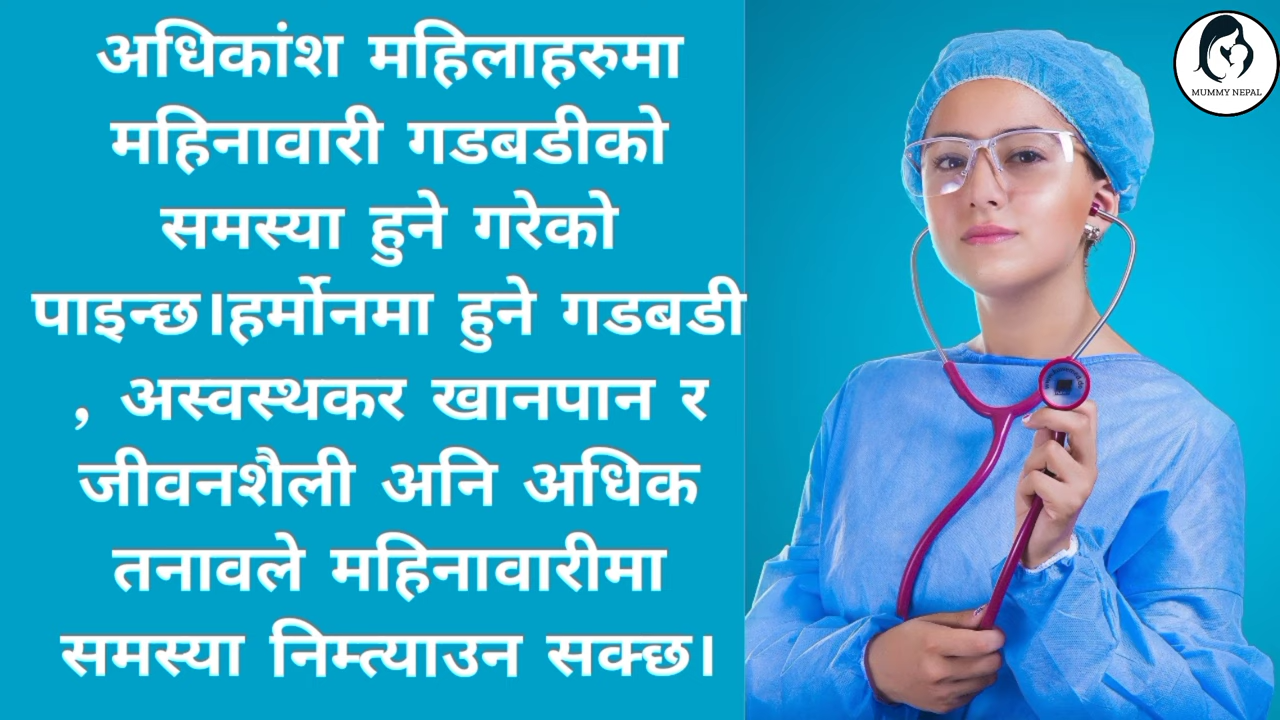 अधिकांश महिलाहरुमा
महिनावारी गडबडीको
समस्या हुने गरेको
पाइन्छ।हर्मोनमा हुने गडबडी
, अस्वस्थकर खानपान र
जीवनशैली अनि अधिक
तनावले महिनावारीमा
समस्या निम्त्याउन सक्छ।
MUMMY NEPAL